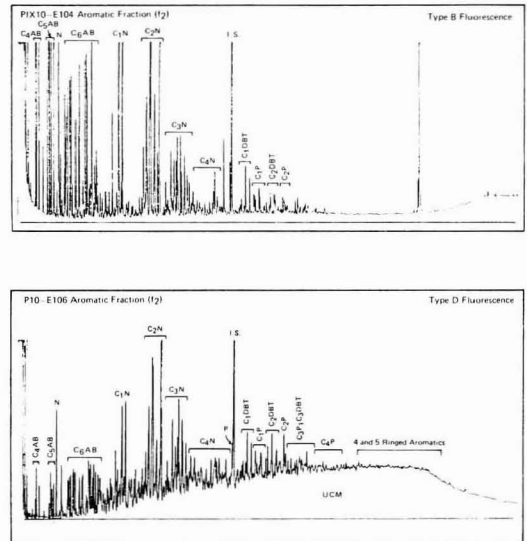 PIX10-E104 Aromatic Fraction (f2)
Type B Fluorescence
C5AB
C4AB
N
C6AB
C1N
C2N
I.S.
C3N
C4N
C1DBT
C1P
C2DBT
C2P
P10-E106 Aromatic Fraction (f2)
Type D Fluorescence
C2N
I.S.
N
C1N
C3N
C4AB
C5AB
C6AB
C4N
P
C1DBT
C1P
C2DBT
C2P
C3P,C3DBT
C4P
4 and 5 Ringed Aromatics
UCM